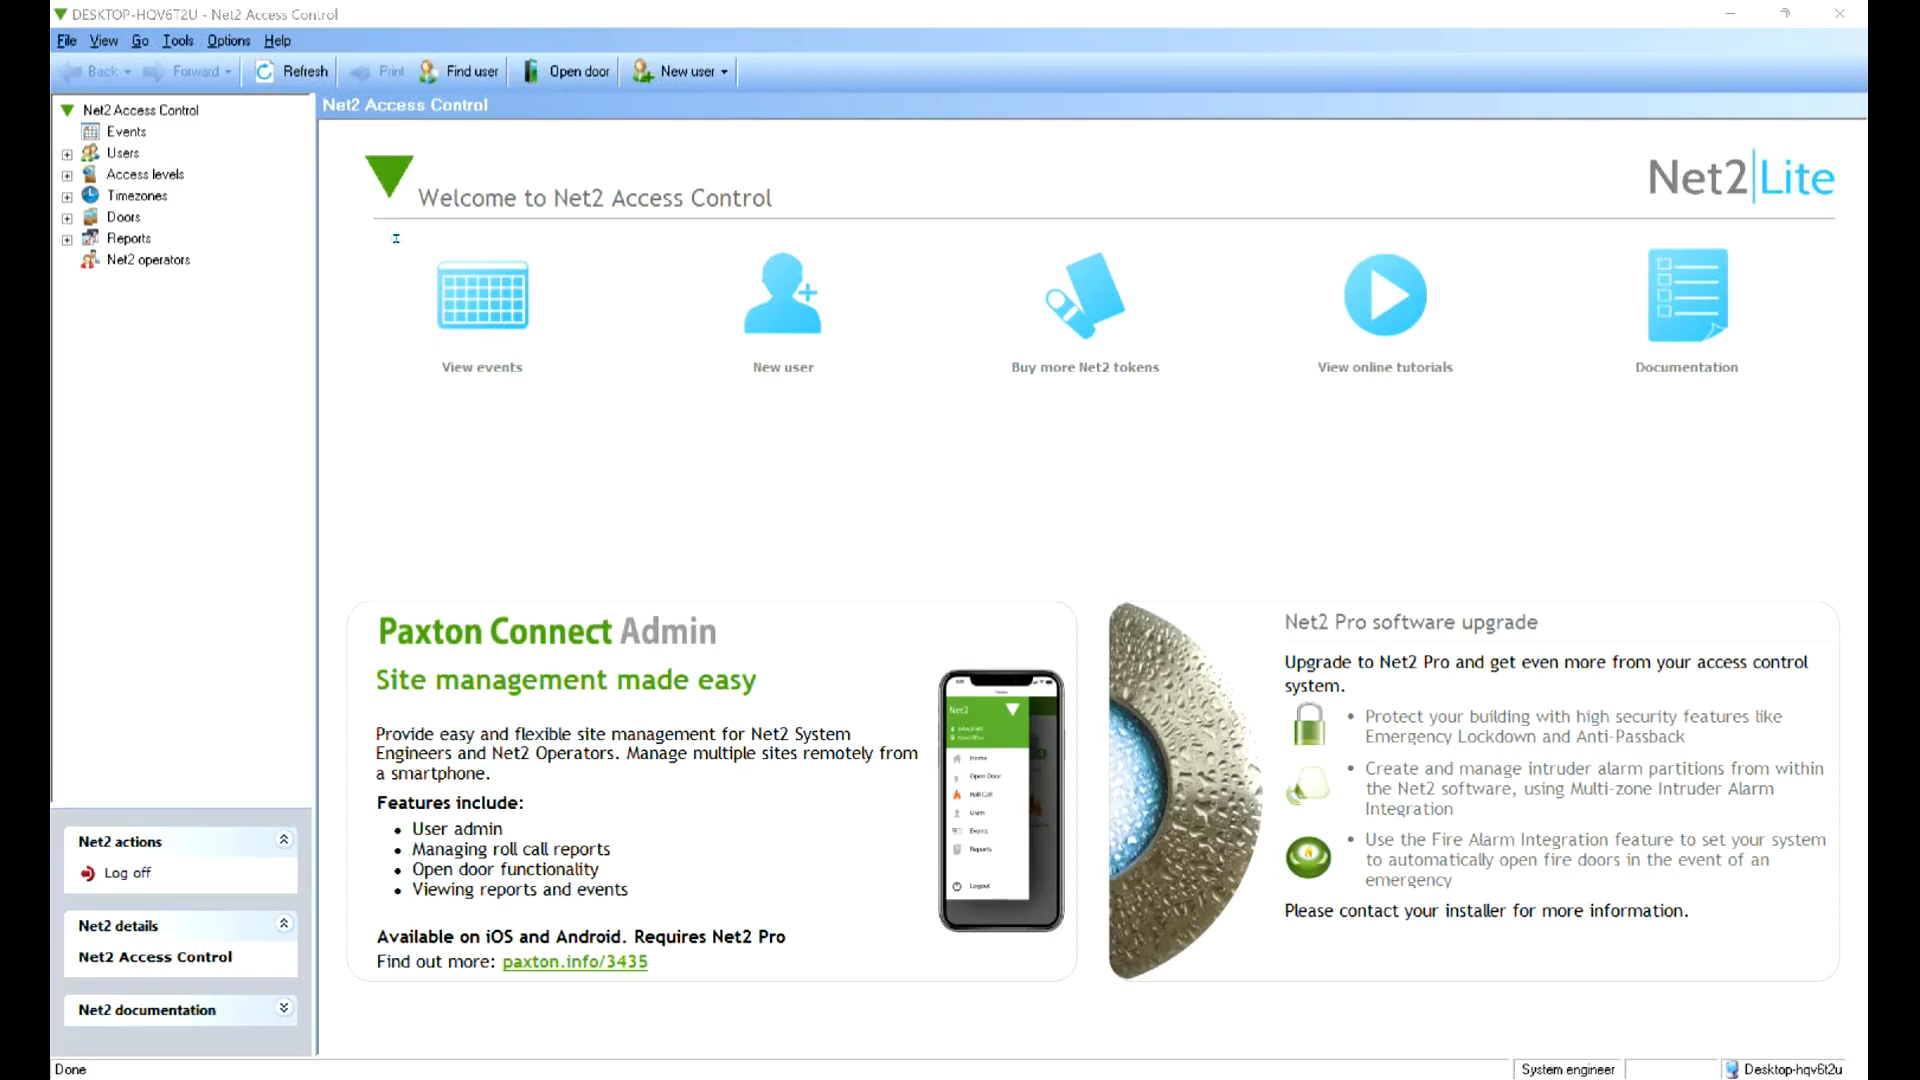 DESKTOP-HQV6T2U - Net2 Access Control
File View Go Tools Options Help
Back Forward Refresh Print Find user Open door New user
Net2 Access Control
Net2 Access Control
Events
Users
Access levels
Timezones
Doors
Reports
Net2 operators
Welcome to Net2 Access Control
Net2 Lite
View events
New user
Buy more Net2 tokens
View online tutorials
Documentation
Paxton Connect Admin
Site management made easy
Provide easy and flexible site management for Net2 System
Engineers and Net2 Operators. Manage multiple sites remotely from
a smartphone.
Features include:
• User admin
• Managing roll call reports
• Open door functionality
• Viewing reports and events
Available on iOS and Android. Requires Net2 Pro
Find out more: paxton.info/3435
Net2
Home
Open Door
Roll Call
Users
Events
Reports
Logout
Net2 Pro software upgrade
Upgrade to Net2 Pro and get even more from your access control
system.
• Protect your building with high security features like
Emergency Lockdown and Anti-Passback
• Create and manage intruder alarm partitions from within
the Net2 software, using Multi-zone Intruder Alarm
Integration
• Use the Fire Alarm Integration feature to set your system
to automatically open fire doors in the event of an
emergency
Please contact your installer for more information.
Net2 actions
Log off
Net2 details
Net2 Access Control
Net2 documentation
Done
System engineer
Desktop-hqv6t2u